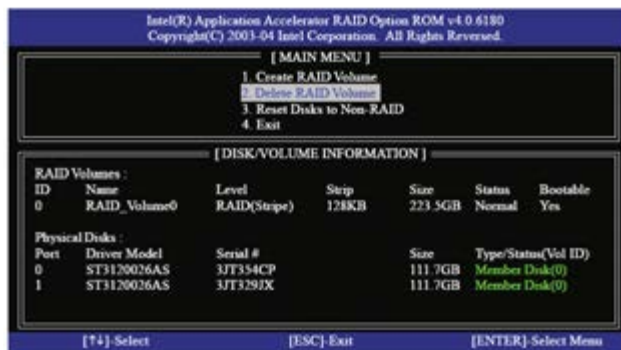 Intel(R) Application Accelerator RAID Option ROM v4.0.6180
Copyright(C) 2003-04 Intel Corporation. All Rights Reversed.
[ MAIN MENU ]
1. Create RAID Volume
2. Delete RAID Volume
3. Reset Disks to Non-RAID
4. Exit
[ DISK/VOLUME INFORMATION ]
RAID Volumes :
ID Name Level Strip Size Status Bootable
0 RAID_Volume0 RAID(Stripe) 128KB 223.5GB Normal Yes
Physical Disks :
Port Driver Model Serial # Size Type/Status(Vol ID)
0 ST3120026AS 3JT354CP 111.7GB Member Disk(0)
1 ST3120026AS 3JT329JX 111.7GB Member Disk(0)
[↑↓]-Select [ESC]-Exit [ENTER]-Select Menu